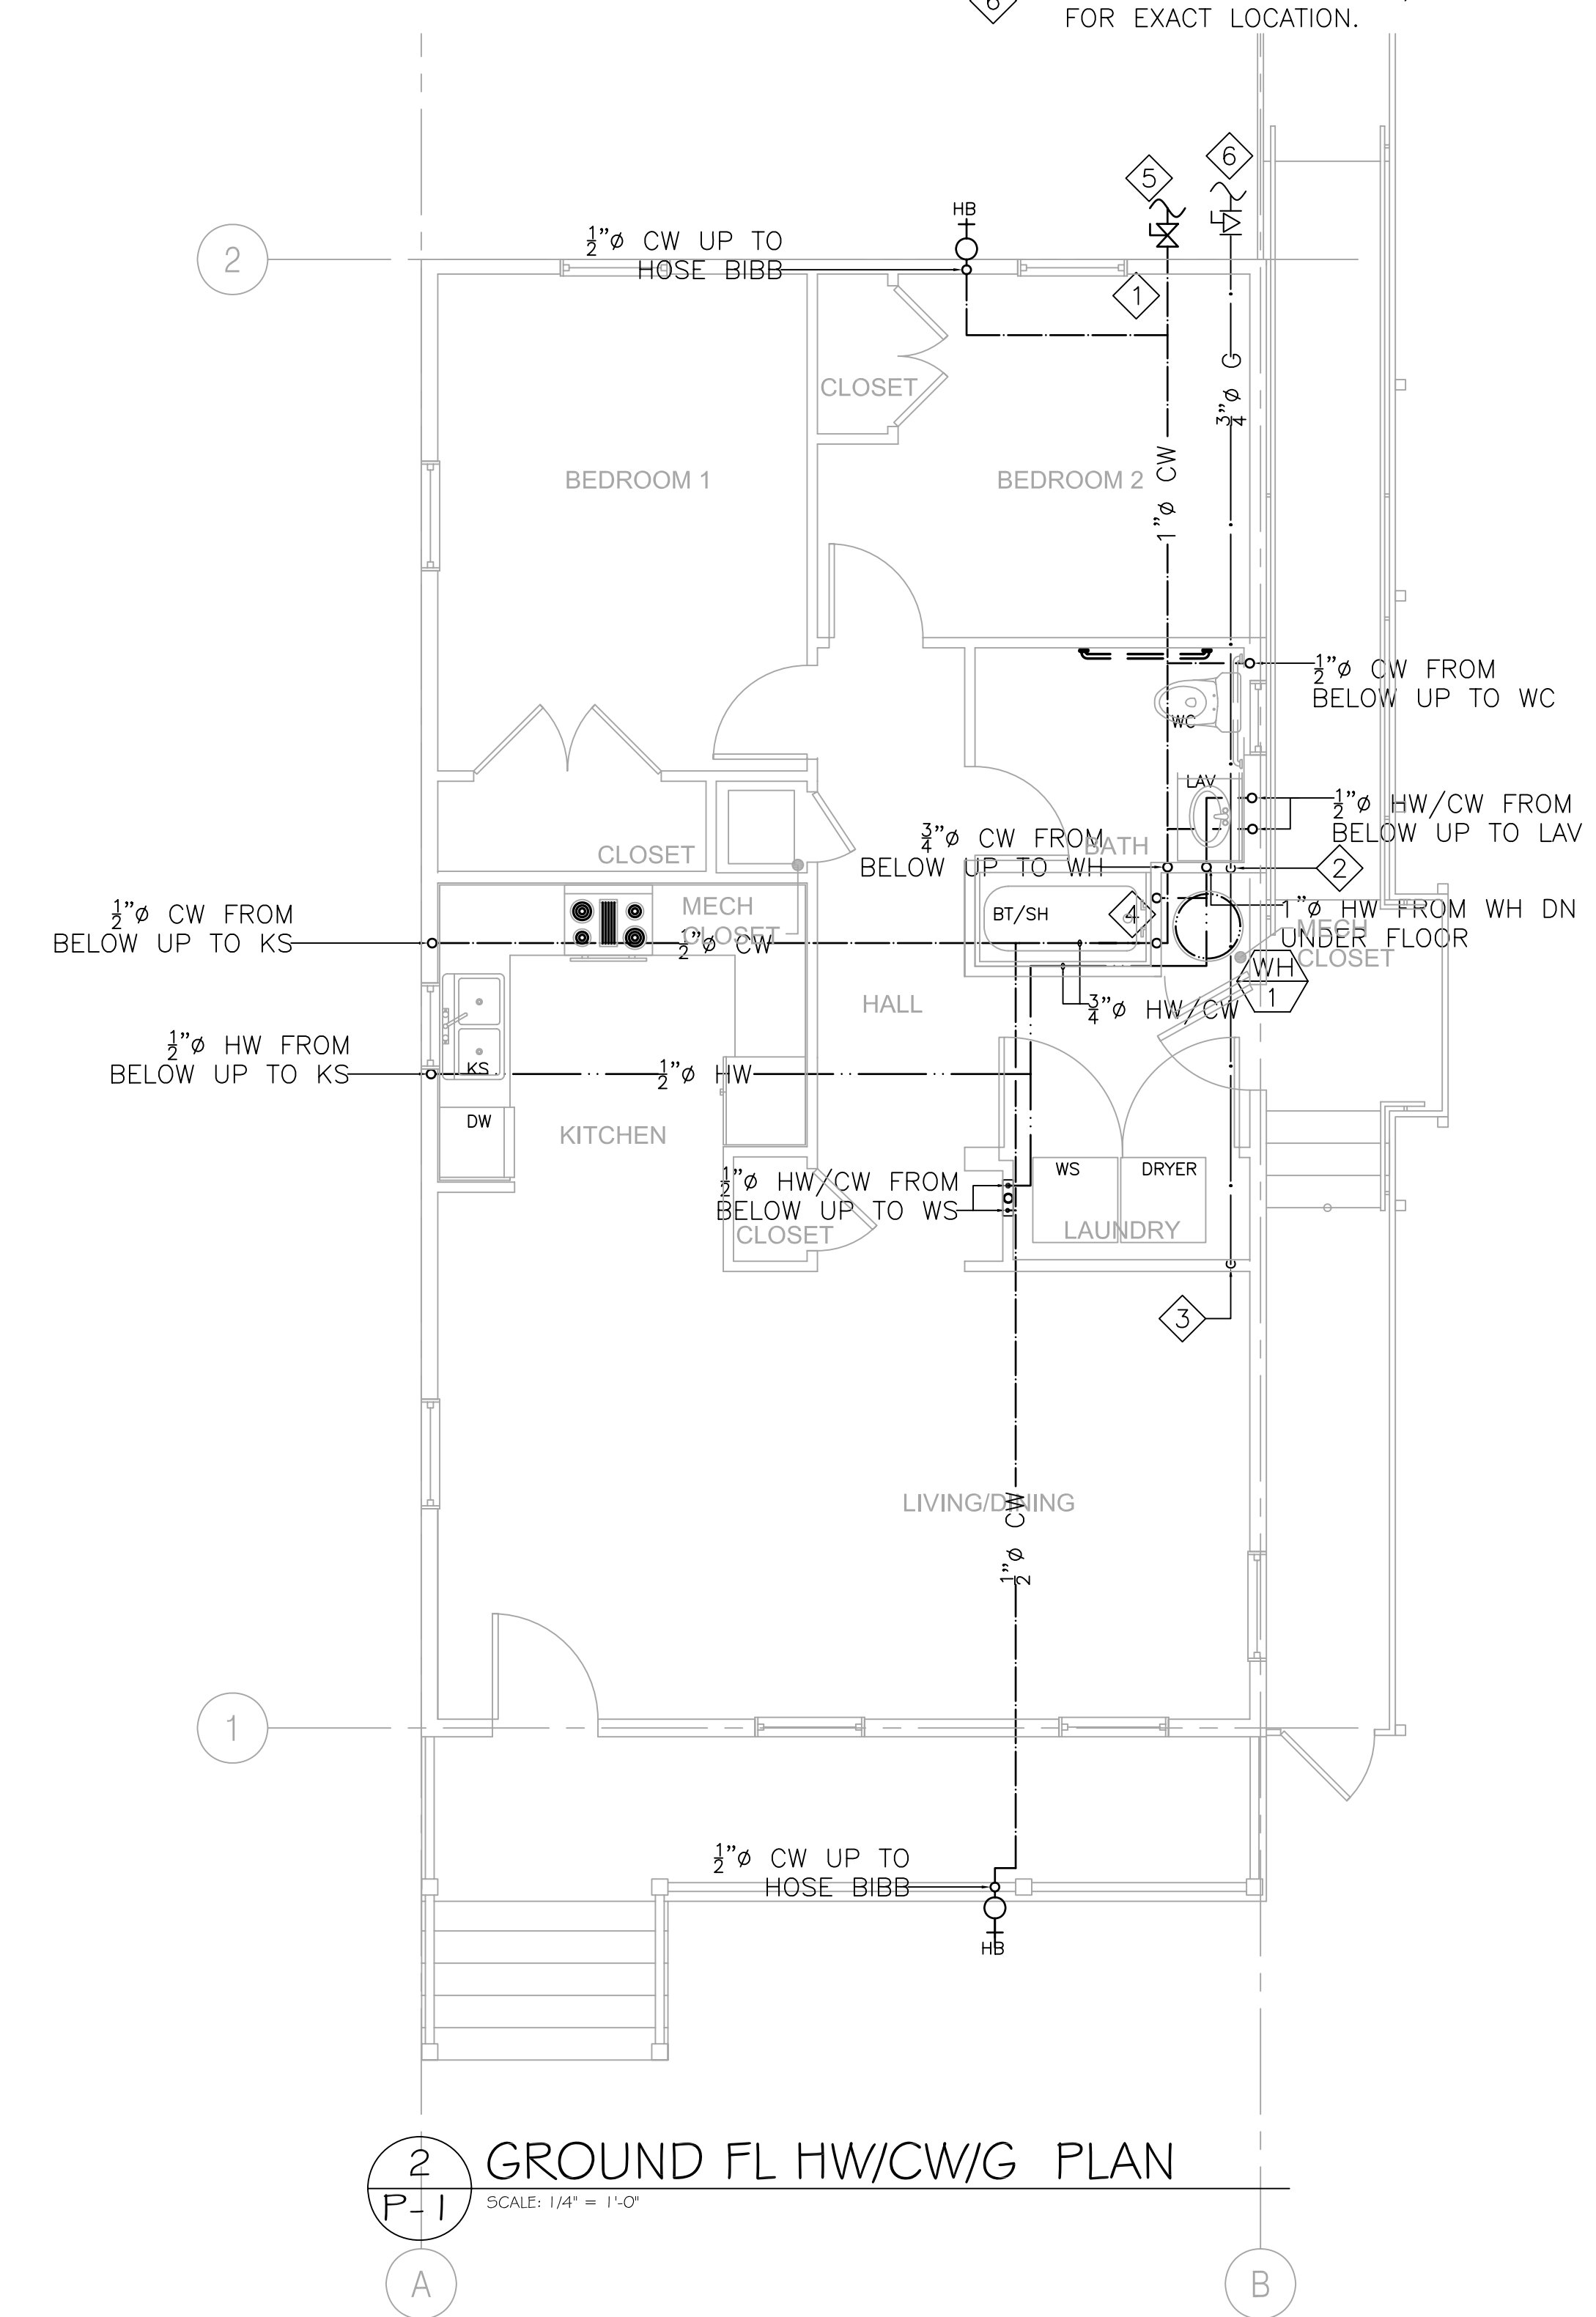 6
FOR EXACT LOCATION.
5
6
HB
2
1/2"ø CW UP TO
HOSE BIBB
1
3/4"ø G
CLOSET
1"ø CW
BEDROOM 1
BEDROOM 2
1/2"ø CW FROM
BELOW UP TO WC
WC
LAV
1/2"ø HW/CW FROM
BELOW UP TO LAV
3/4"ø CW FROM
BELOW UP TO WH
BATH
CLOSET
2
1/2"ø CW FROM
BELOW UP TO KS
MECH
CLOSET
1/2"ø CW
BT/SH
4
1"ø HW FROM WH DN
UNDER FLOOR
MECH
CLOSET
WH
1
HALL
3/4"ø HW/CW
1/2"ø HW FROM
BELOW UP TO KS
KS
1/2"ø HW
DW
KITCHEN
WS
DRYER
1/2"ø HW/CW FROM
BELOW UP TO WS
CLOSET
LAUNDRY
3
LIVING/DINING
1/2"ø CW
1
1/2"ø CW UP TO
HOSE BIBB
HB
2
P-1
GROUND FL HW/CW/G PLAN
SCALE: 1/4" = 1'-0"
A
B